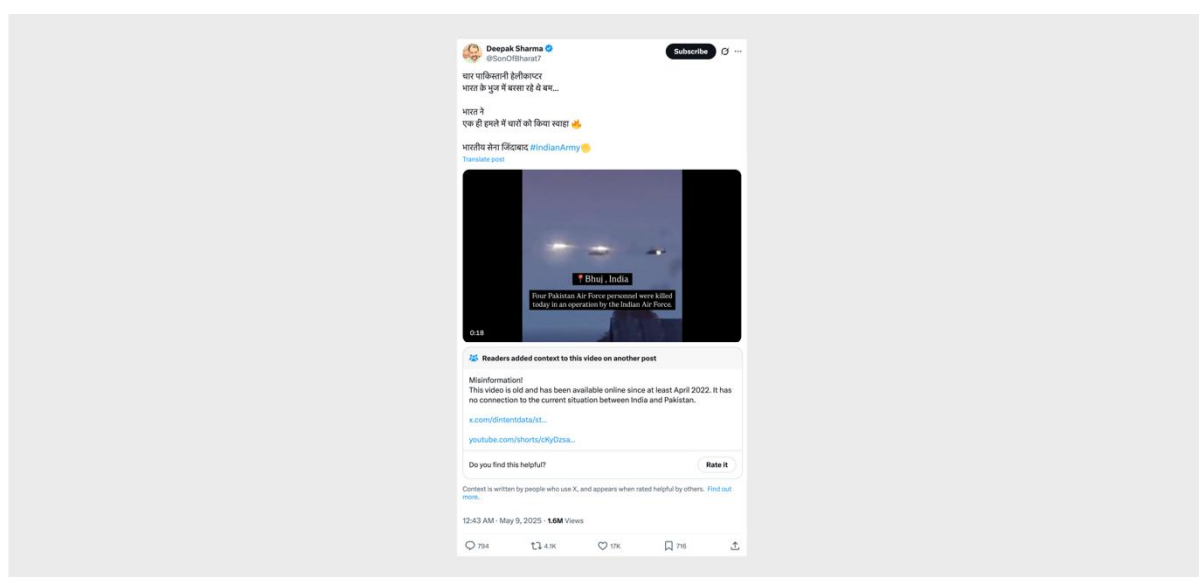 Deepak Sharma
@SonOfBharat7
Subscribe
चार पाकिस्तानी हेलीकाप्टर
भारत के भुज में बरसा रहे थे बम...
भारत ने
एक ही हमले में चारों को किया स्वाहा 🔥
भारतीय सेना जिंदाबाद #IndianArmy✊
Translate post
📍Bhuj , India
Four Pakistan Air Force personnel were killed
today in an operation by the Indian Air Force.
0:18
Readers added context to this video on another post
MIsinformation!
This video is old and has been available online since at least April 2022. It has
no connection to the current situation between India and Pakistan.
x.com/dintentdata/st...
youtube.com/shorts/cKyDzsa...
Do you find this helpful?
Rate it
Context is written by people who use X, and appears when rated helpful by others. Find out
more.
12:43 AM · May 9, 2025 · 1.6M Views
794
4.1K
17K
716